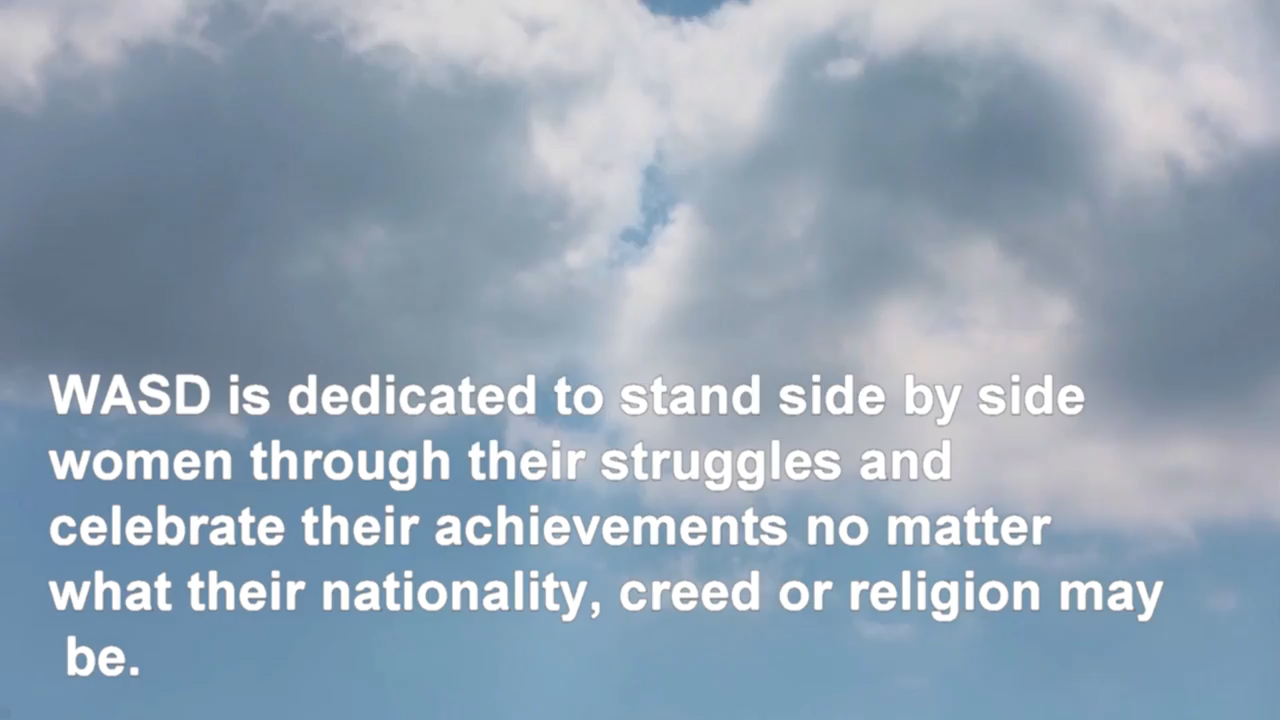 WASD is dedicated to stand side by side
women through their struggles and
celebrate their achievements no matter
what their nationality, creed or religion may
be.